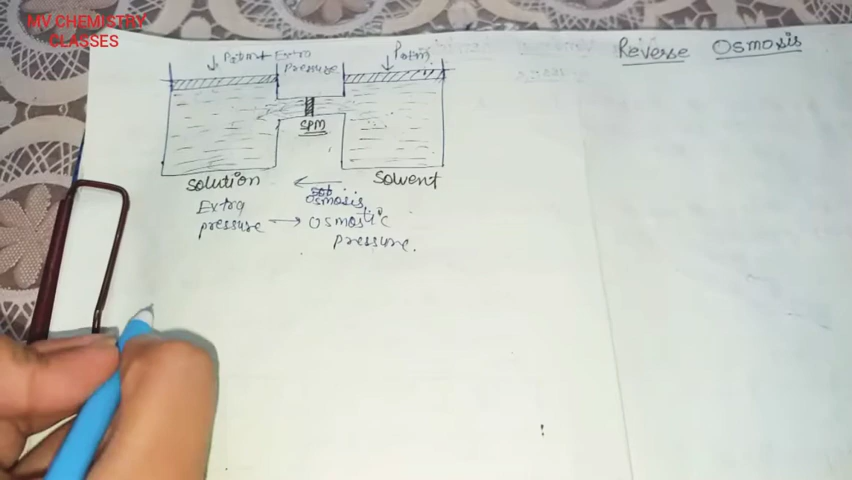 MV CHEMISTRY
CLASSES
Reverse Osmosis
Patm + Extra
pressure
Patm
SPM
Solution
Solvent
Osmosis
Extra
pressure → Osmotic
pressure.